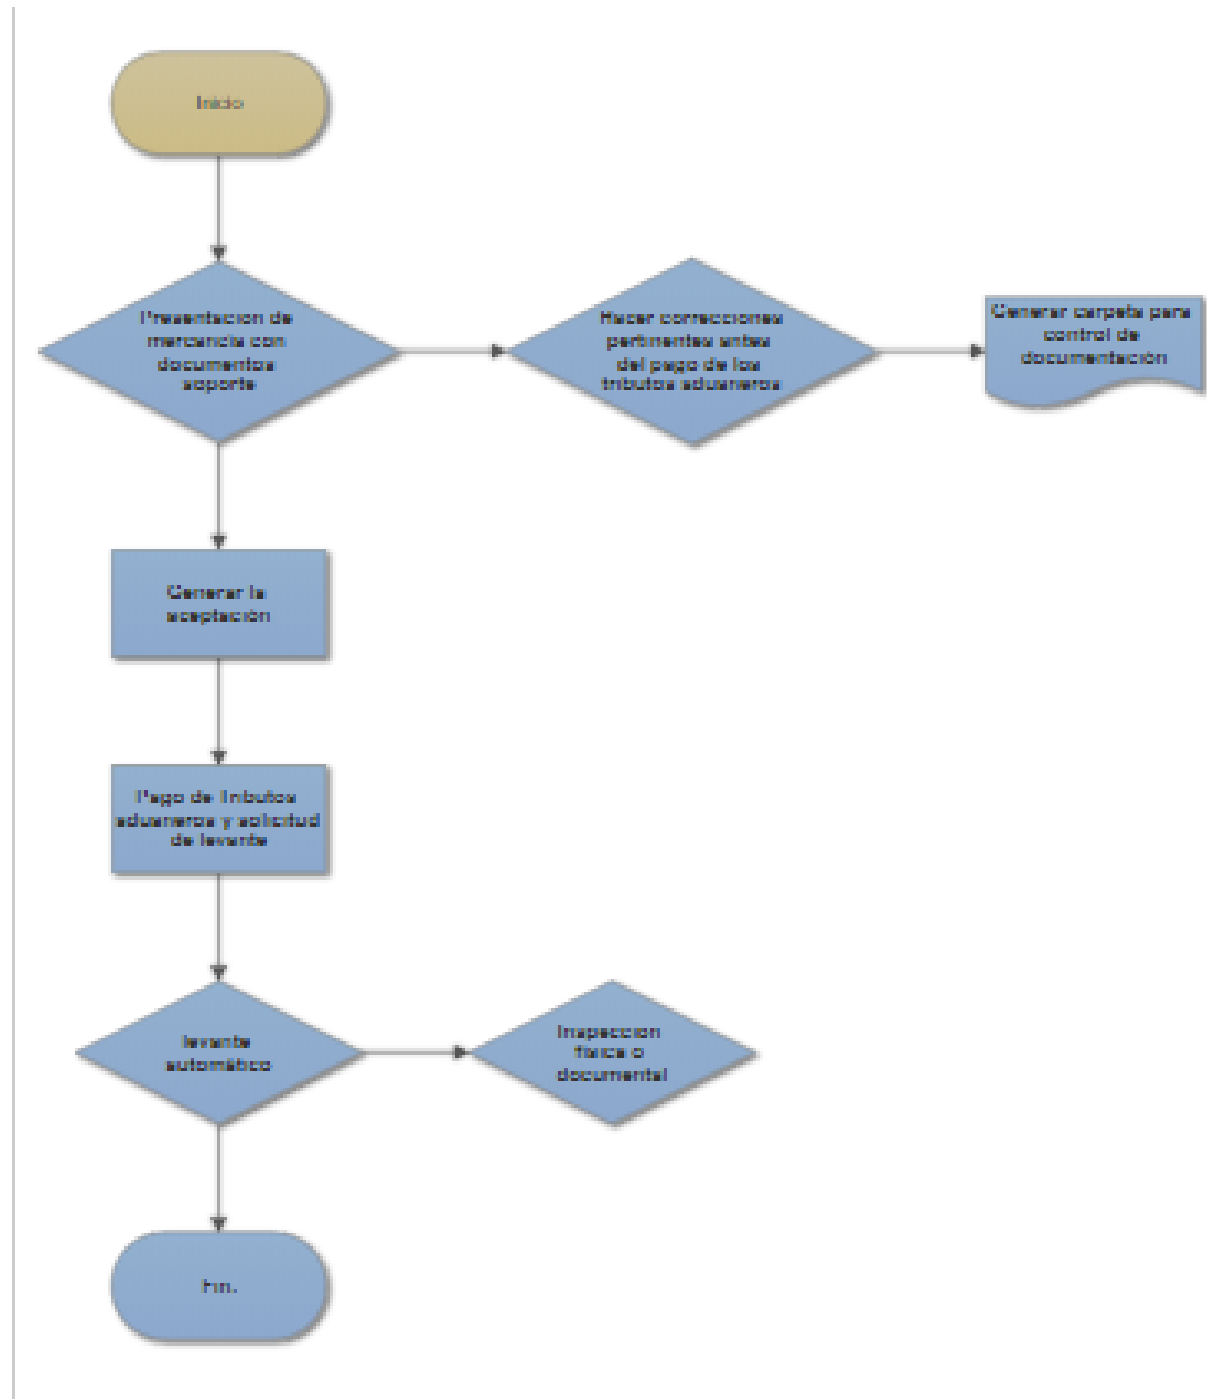 Inicio
Presentacion de
mercancia con
documentos
soporte
Hacer correcciones
pertinentes antes
del pago de los
tributos aduaneros
Generar carpeta para
control de
documentación
Generar la
aceptación
Pago de Tributos
aduaneros y solicitud
de levante
levante
automático
Inspeccion
fisica o
documental
Fin.